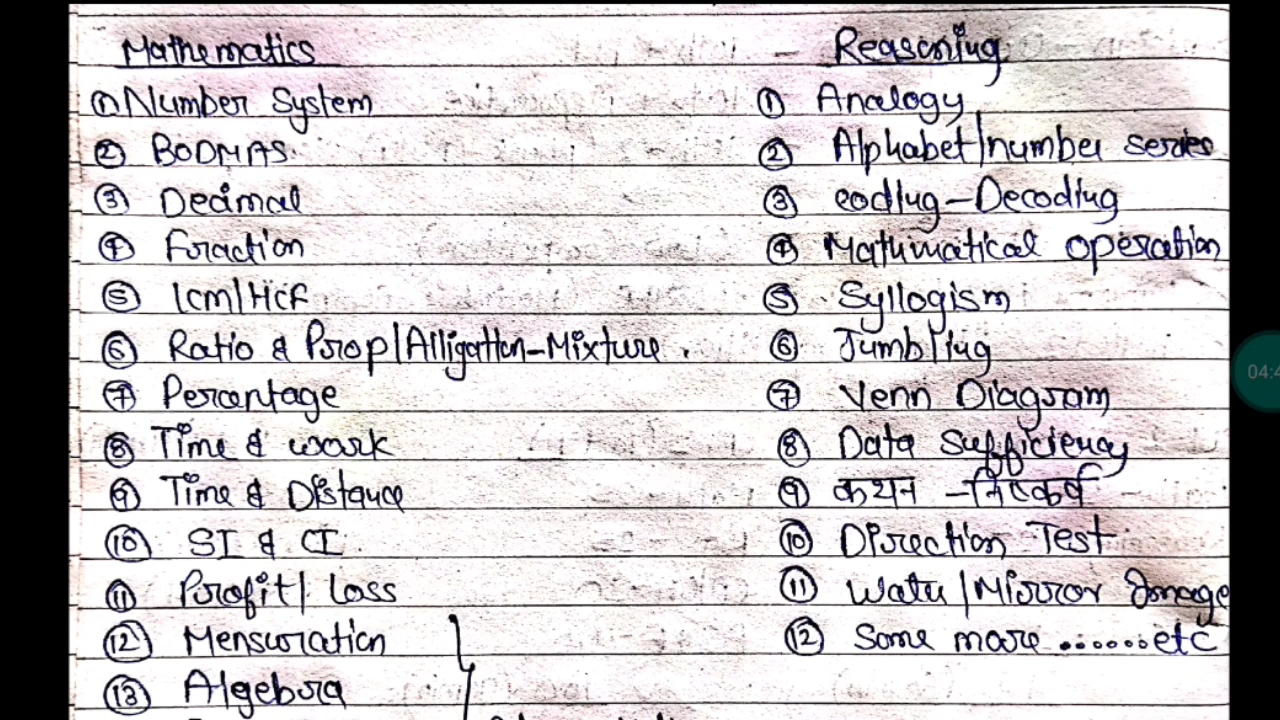 Mathematics
① Number System
② BODMAS
③ Decimal
④ Fraction
⑤ lcm/HCF
⑥ Ratio & Prop/Alligation-Mixture
⑦ Percentage
⑧ Time & work
⑨ Time & Distance
⑩ SI & CI
⑪ Profit/Loss
⑫ Mensuration
⑬ Algebra
Reasoning
① Analogy
② Alphabet/number series
③ coding-Decoding
④ Mathematical operation
⑤ Syllogism
⑥ Jumbling
⑦ Venn Diagram
⑧ Data Sufficiency
⑨ कथन - निष्कर्ष
⑩ Direction Test
⑪ Water/Mirror Image
⑫ Some more ......etc
04:4